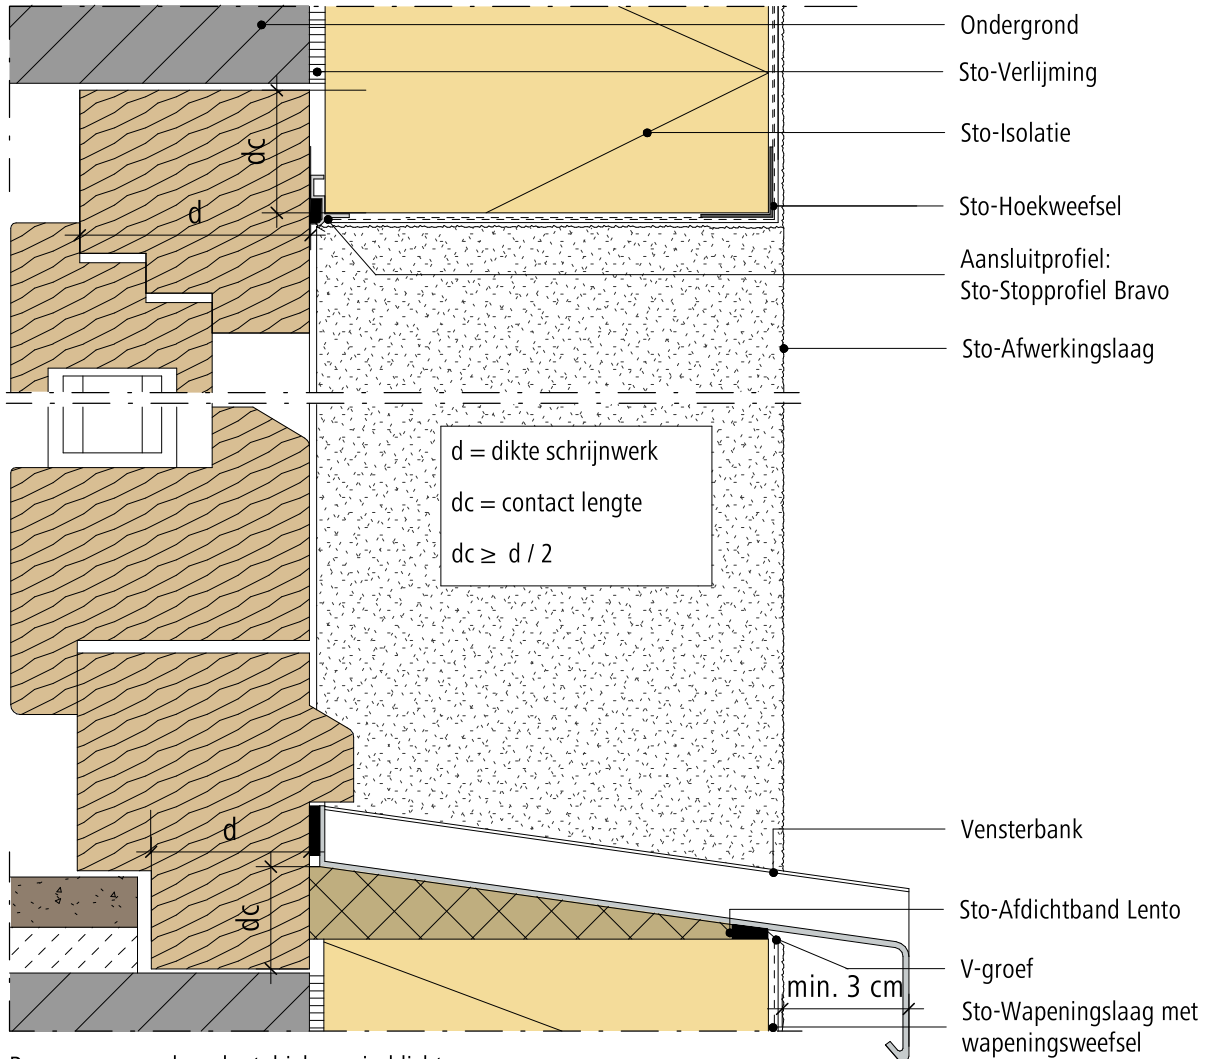 Ondergrond
Sto-Verlijming
Sto-Isolatie
dc
d
Sto-Hoekweefsel
Aansluitprofiel:
Sto-Stopprofiel Bravo
Sto-Afwerkingslaag
d = dikte schrijnwerk
dc = contact lengte
dc ≥ d / 2
d
Vensterbank
dc
Sto-Afdichtband Lento
V-groef
min. 3 cm
Sto-Wapeningslaag met
wapeningsweefsel